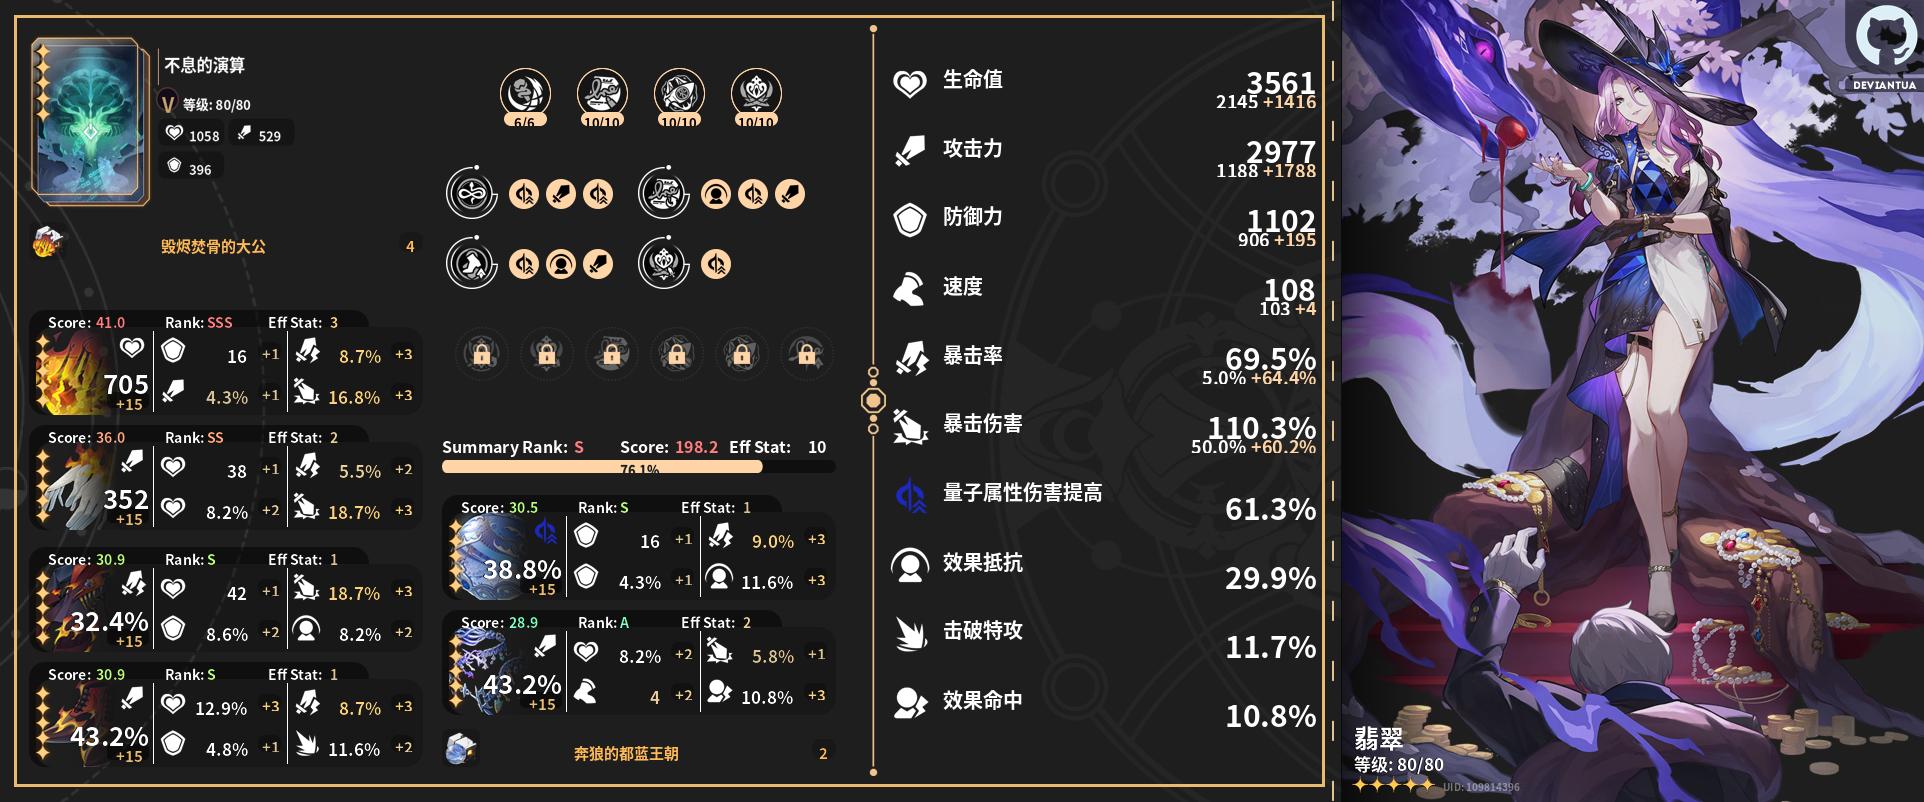 不息的演算
V 等级: 80/80
1058 529
396
毁烬焚骨的大公 4
Score: 41.0 Rank: SSS Eff Stat: 3
705 +15
16 +1 8.7% +3
4.3% +1 16.8% +3
Score: 36.0 Rank: SS Eff Stat: 2
352 +15
38 +1 5.5% +2
8.2% +2 18.7% +3
Score: 30.9 Rank: S Eff Stat: 1
32.4% +15
42 +1 18.7% +3
8.6% +2 8.2% +2
Score: 30.9 Rank: S Eff Stat: 1
43.2% +15
12.9% +3 8.7% +3
4.8% +1 11.6% +2
6/6 10/10 10/10 10/10
Summary Rank: S Score: 198.2 Eff Stat: 10
76.1%
Score: 30.5 Rank: S Eff Stat: 1
38.8% +15
16 +1 9.0% +3
4.3% +1 11.6% +3
Score: 28.9 Rank: A Eff Stat: 2
43.2% +15
8.2% +2 5.8% +1
4 +2 10.8% +3
奔狼的都蓝王朝 2
生命值 3561
2145 +1416
攻击力 2977
1188 +1788
防御力 1102
906 +195
速度 108
103 +4
暴击率 69.5%
5.0% +64.4%
暴击伤害 110.3%
50.0% +60.2%
量子属性伤害提高 61.3%
效果抵抗 29.9%
击破特攻 11.7%
效果命中 10.8%
DEVIANTUA
翡翠
等级: 80/80
UID: 109814396